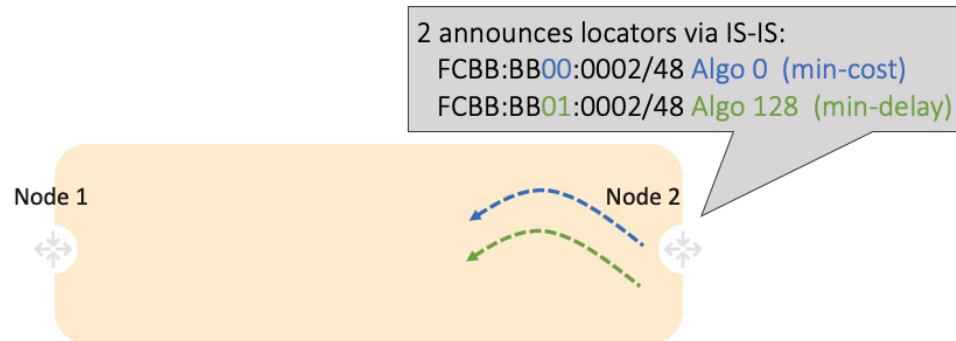 2 announces locators via IS-IS:
FCBB:BB00:0002/48 Algo 0 (min-cost)
FCBB:BB01:0002/48 Algo 128 (min-delay)
Node 1
Node 2